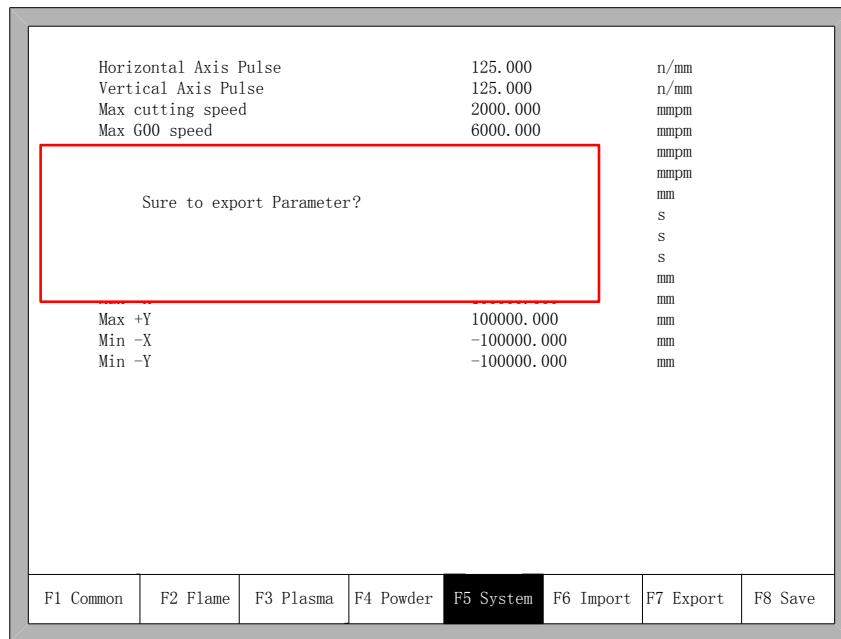 Horizontal Axis Pulse 125.000 n/mm
Vertical Axis Pulse 125.000 n/mm
Max cutting speed 2000.000 mmpm
Max G00 speed 6000.000 mmpm
mmpm
mmpm
Sure to export Parameter? mm
s
s
s
mm
mm
Max +Y 100000.000 mm
Min -X -100000.000 mm
Min -Y -100000.000 mm
F1 Common F2 Flame F3 Plasma F4 Powder F5 System F6 Import F7 Export F8 Save